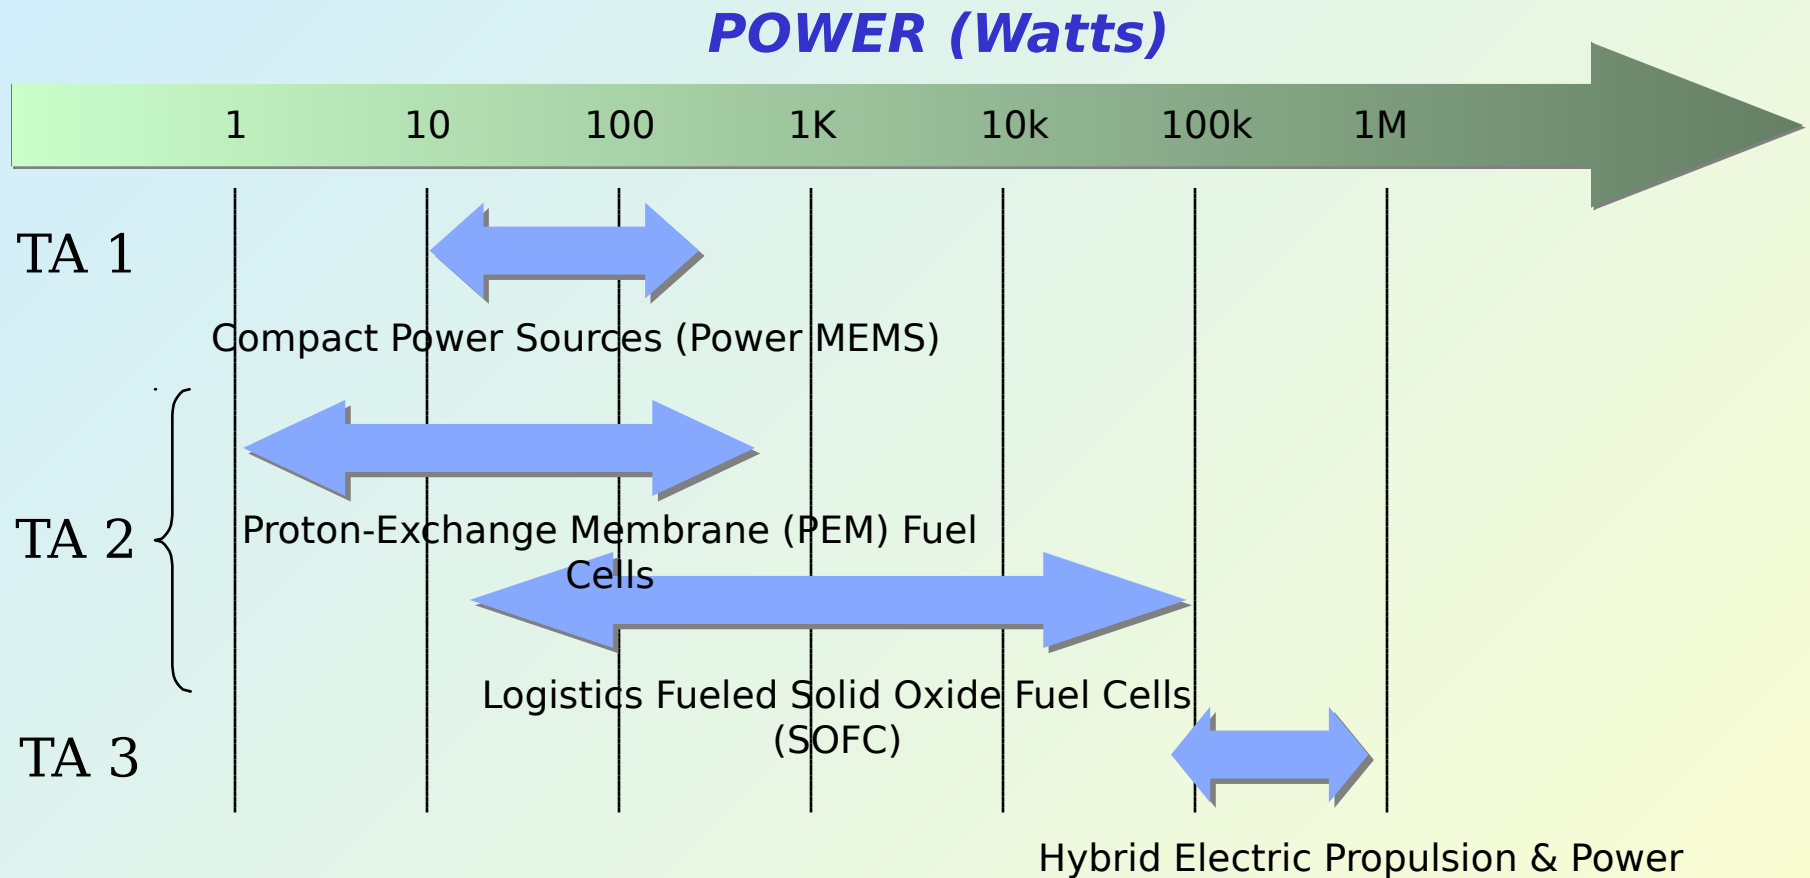 POWER (Watts)
1 10 100 1K 10k 100k 1M
TA 1
Compact Power Sources (Power MEMS)
TA 2
Proton-Exchange Membrane (PEM) Fuel
Cells
Logistics Fueled Solid Oxide Fuel Cells
(SOFC)
TA 3
Hybrid Electric Propulsion & Power